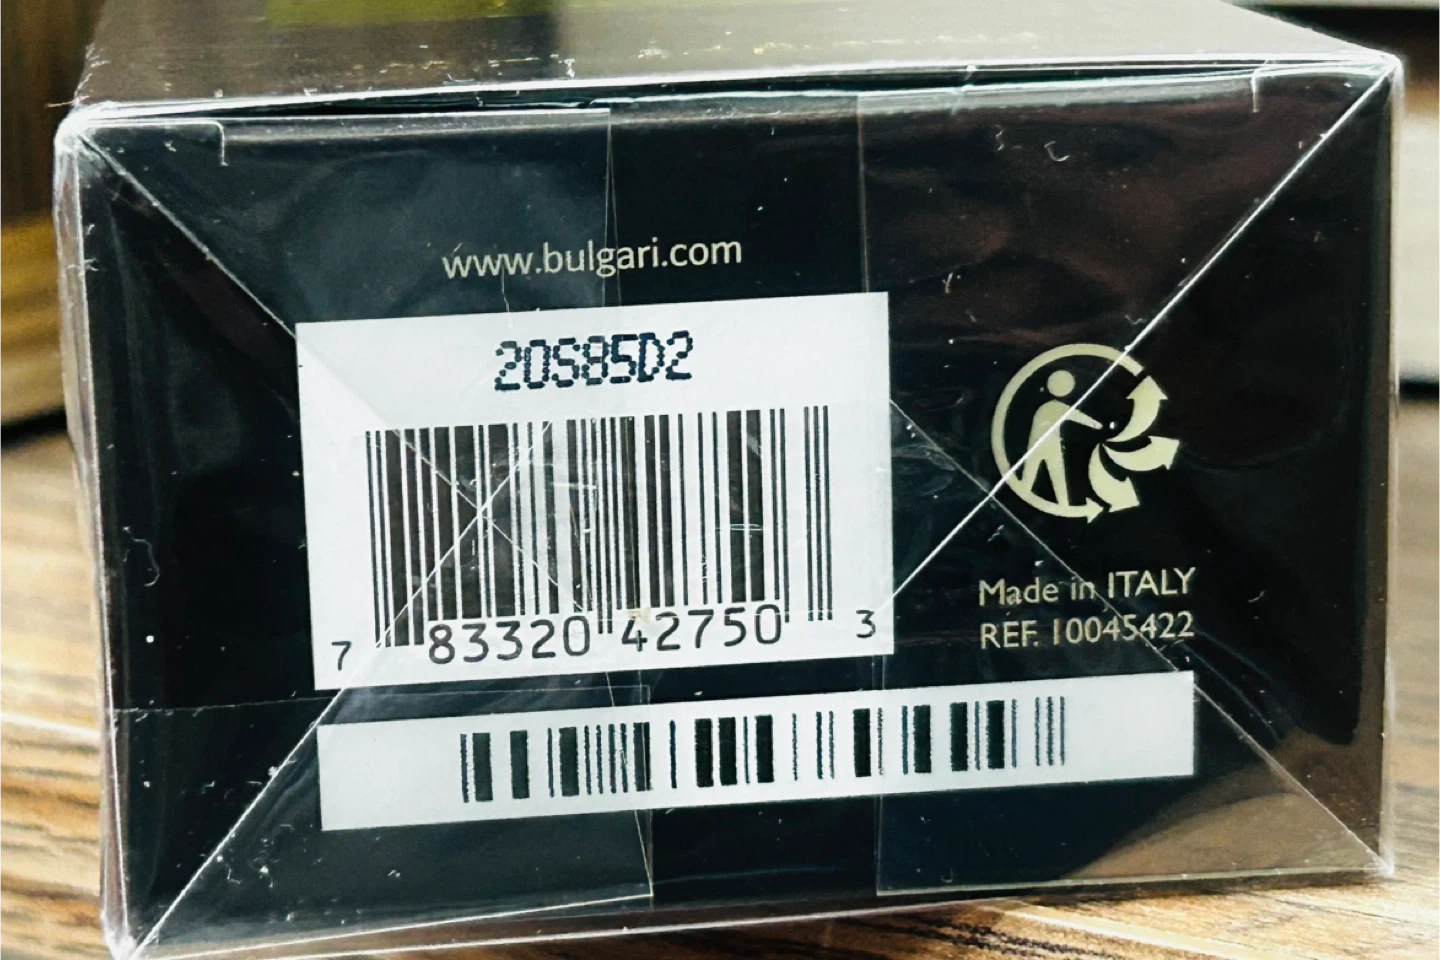 www.bulgari.com
20S85D2
7 83320 42750 3
Made in ITALY
REF. 10045422